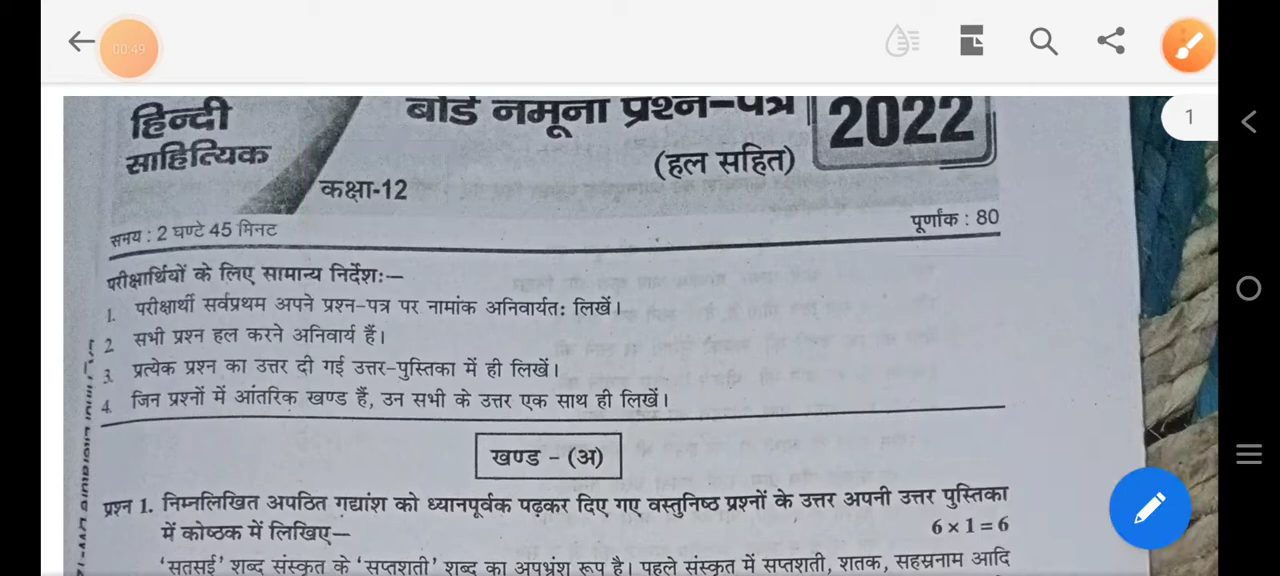 00:49
1
हिन्दी
साहित्यिक
बोर्ड नमूना प्रश्न-पत्र
2022
(हल सहित)
कक्षा-12
समय : 2 घण्टे 45 मिनट
पूर्णांक : 80
परीक्षार्थियों के लिए सामान्य निर्देश:–
1. परीक्षार्थी सर्वप्रथम अपने प्रश्न-पत्र पर नामांक अनिवार्यतः लिखें।
2 सभी प्रश्न हल करने अनिवार्य हैं।
3. प्रत्येक प्रश्न का उत्तर दी गई उत्तर-पुस्तिका में ही लिखें।
4. जिन प्रश्नों में आंतरिक खण्ड हैं, उन सभी के उत्तर एक साथ ही लिखें।
खण्ड - (अ)
प्रश्न 1. निम्नलिखित अपठित गद्यांश को ध्यानपूर्वक पढ़कर दिए गए वस्तुनिष्ठ प्रश्नों के उत्तर अपनी उत्तर पुस्तिका
में कोष्ठक में लिखिए–
6 × 1 = 6
'सतसई' शब्द संस्कृत के 'सप्तशती' शब्द का अपभ्रंश रूप है। पहले संस्कृत में सप्तशती, शतक, सहस्रनाम आदि